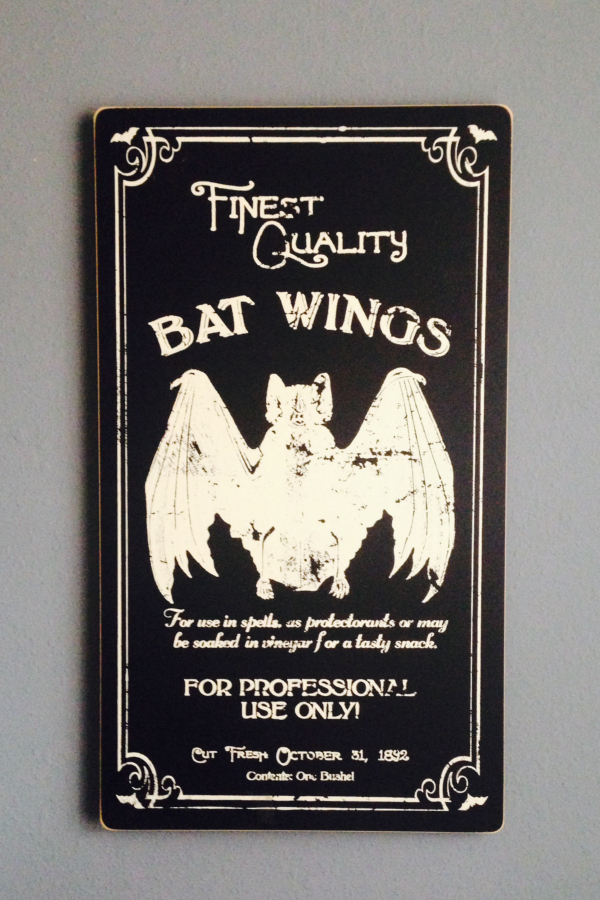 FINEST
QUALITY
BAT WINGS
For use in spells, as protectorants or may
be soaked in vinegar for a tasty snack.
FOR PROFESSIONAL
USE ONLY!
CUT FRESH OCTOBER 31, 1892
Contents: One Bushel